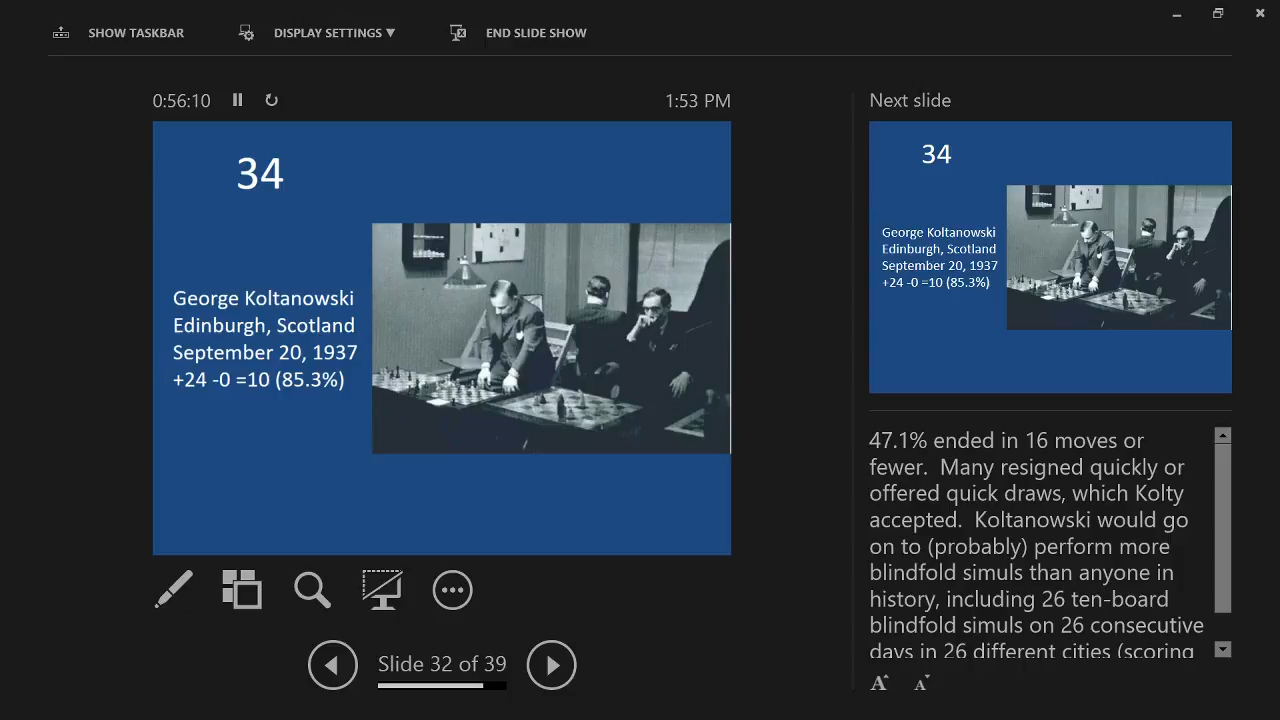 SHOW TASKBAR
DISPLAY SETTINGS ▼
END SLIDE SHOW
0:56:10
1:53 PM
34
George Koltanowski
Edinburgh, Scotland
September 20, 1937
+24 -0 =10 (85.3%)
Slide 32 of 39
Next slide
34
George Koltanowski
Edinburgh, Scotland
September 20, 1937
+24 -0 =10 (85.3%)
47.1% ended in 16 moves or
fewer. Many resigned quickly or
offered quick draws, which Kolty
accepted. Koltanowski would go
on to (probably) perform more
blindfold simuls than anyone in
history, including 26 ten-board
blindfold simuls on 26 consecutive
days in 26 different cities (scoring
A A